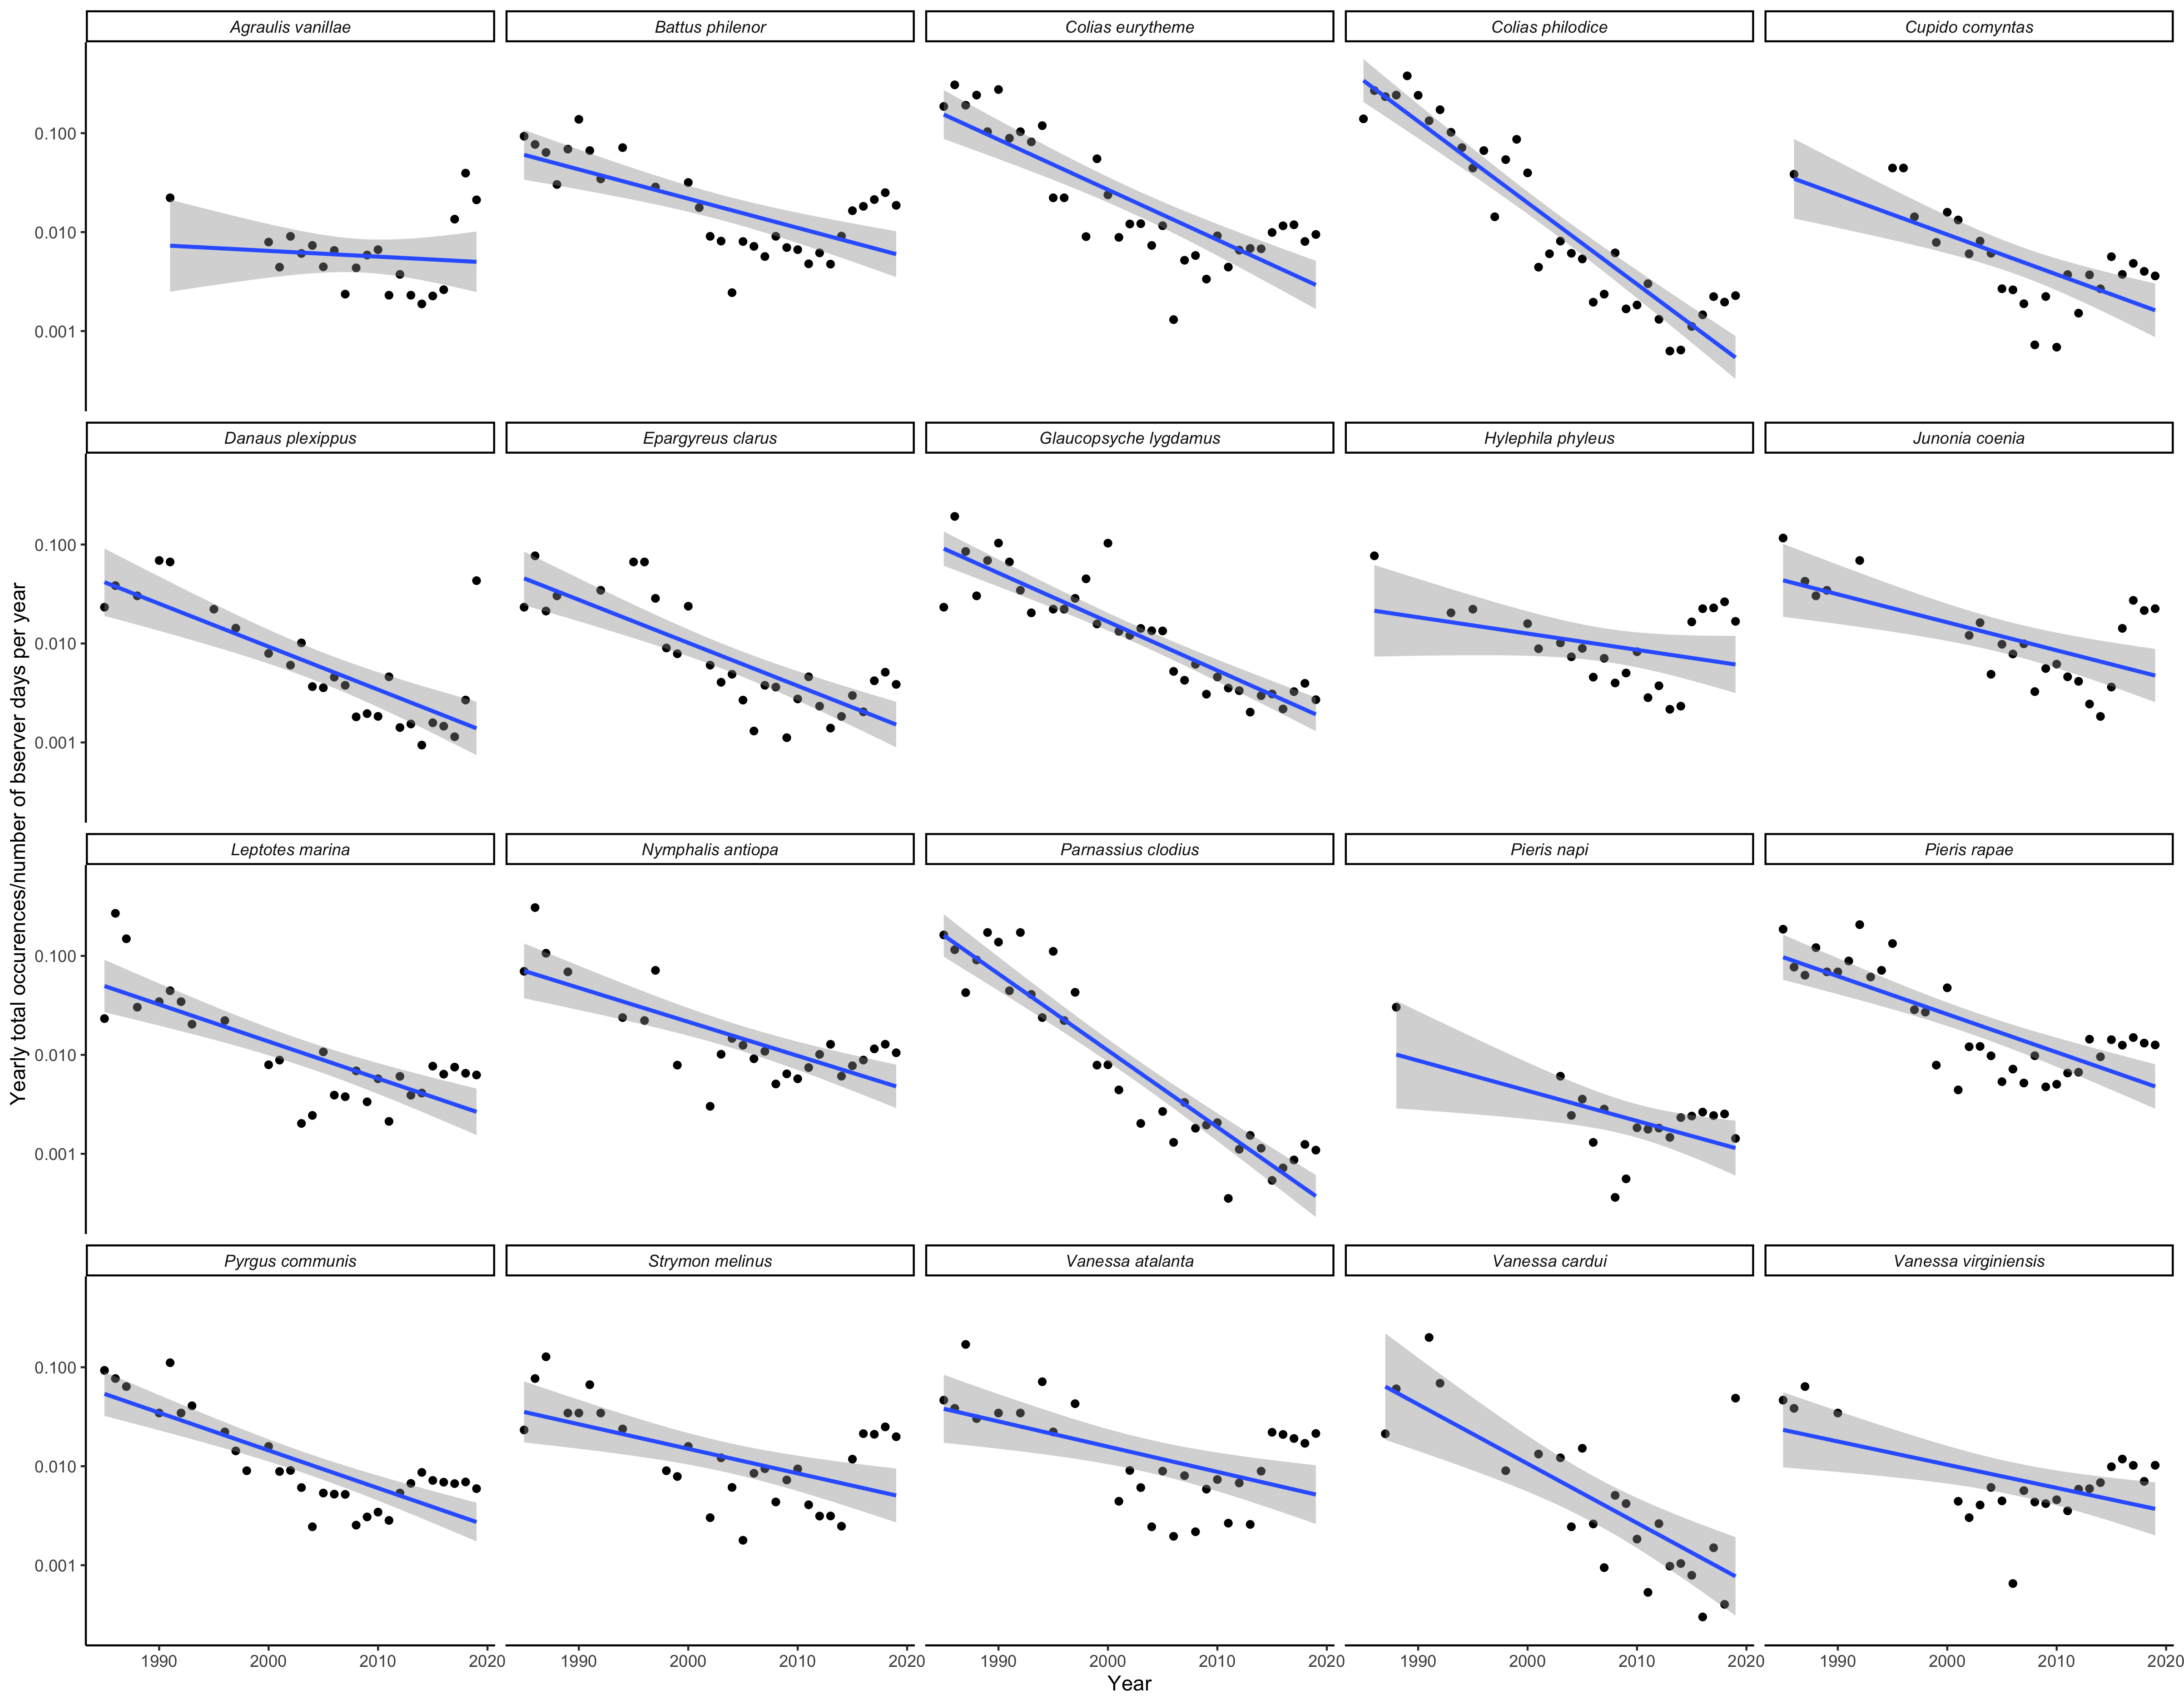 Agraulis vanillae
Battus philenor
Colias eurytheme
Colias philodice
Cupido comyntas
0.100
0.010
0.001
Danaus plexippus
Epargyreus clarus
Glaucopsyche lygdamus
Hylephila phyleus
Junonia coenia
0.100
0.010
0.001
Yearly total occurences/number of bserver days per year
Leptotes marina
Nymphalis antiopa
Parnassius clodius
Pieris napi
Pieris rapae
0.100
0.010
0.001
Pyrgus communis
Strymon melinus
Vanessa atalanta
Vanessa cardui
Vanessa virginiensis
0.100
0.010
0.001
1990 2000 2010 2020
1990 2000 2010 2020
1990 2000 2010 2020
1990 2000 2010 2020
1990 2000 2010 2020
Year